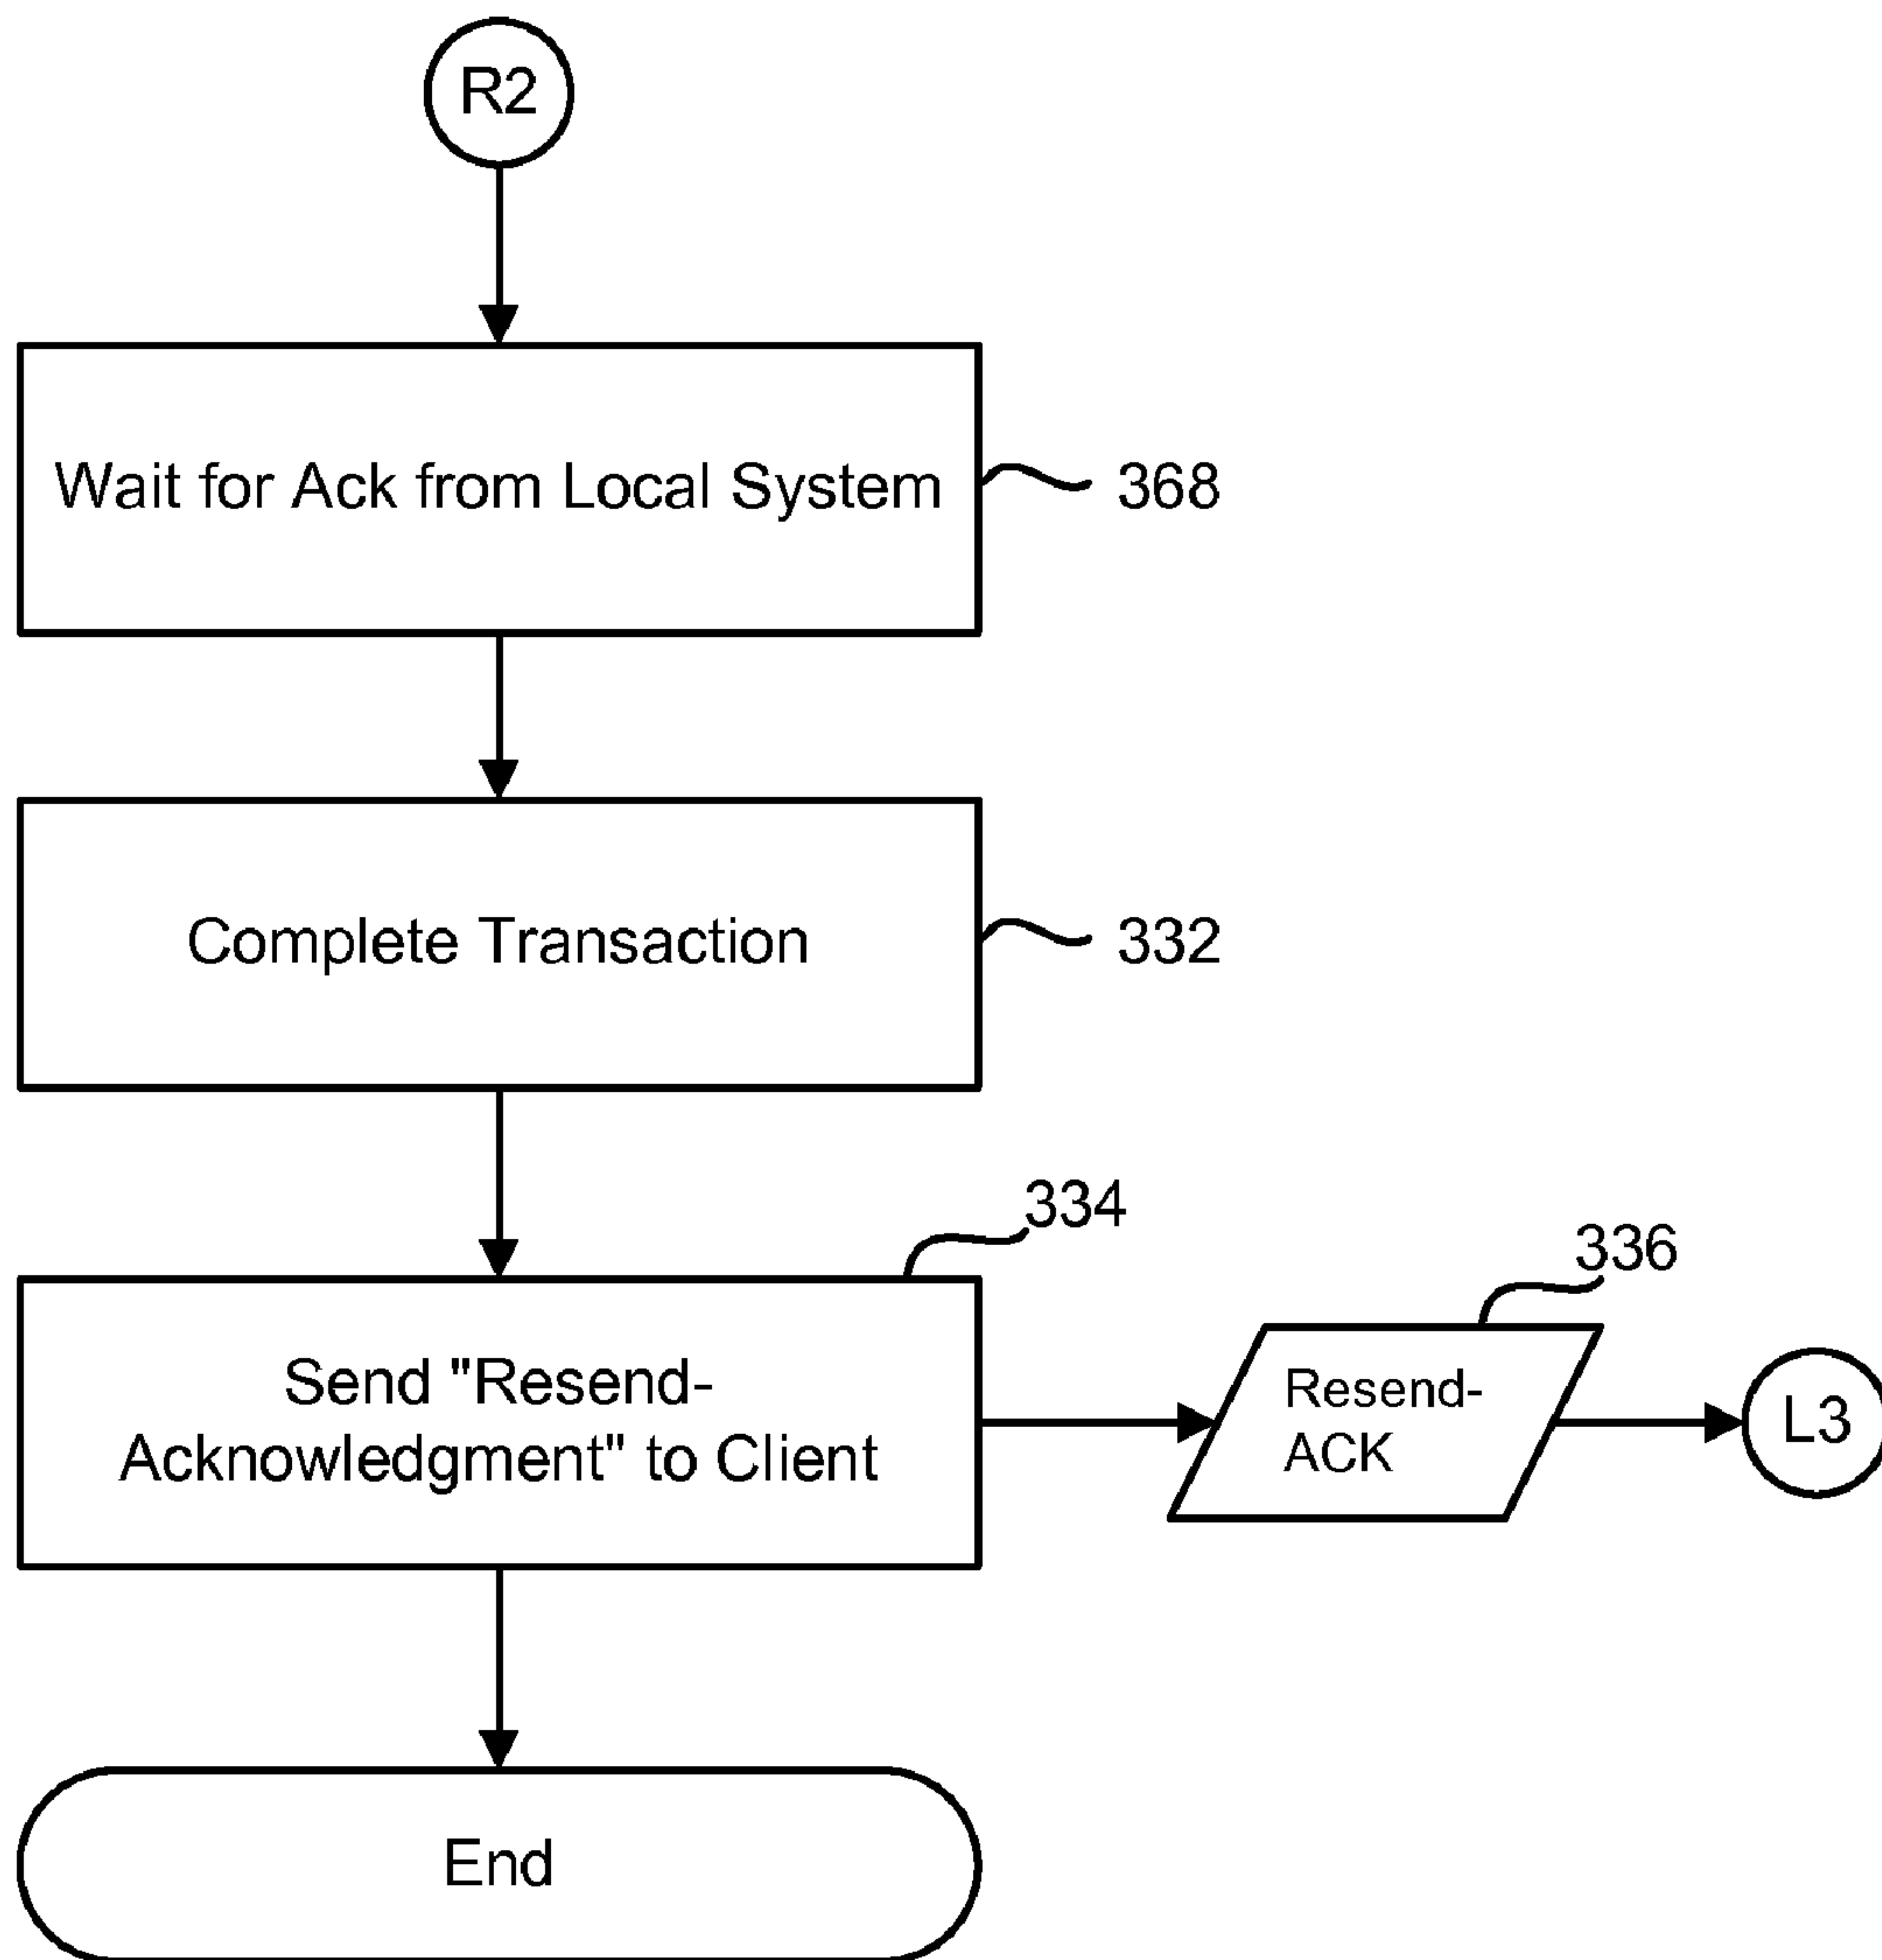 R2
Wait for Ack from Local System
368
Complete Transaction
332
334
Send "Resend-
Acknowledgment" to Client
336
Resend-
ACK
L3
End